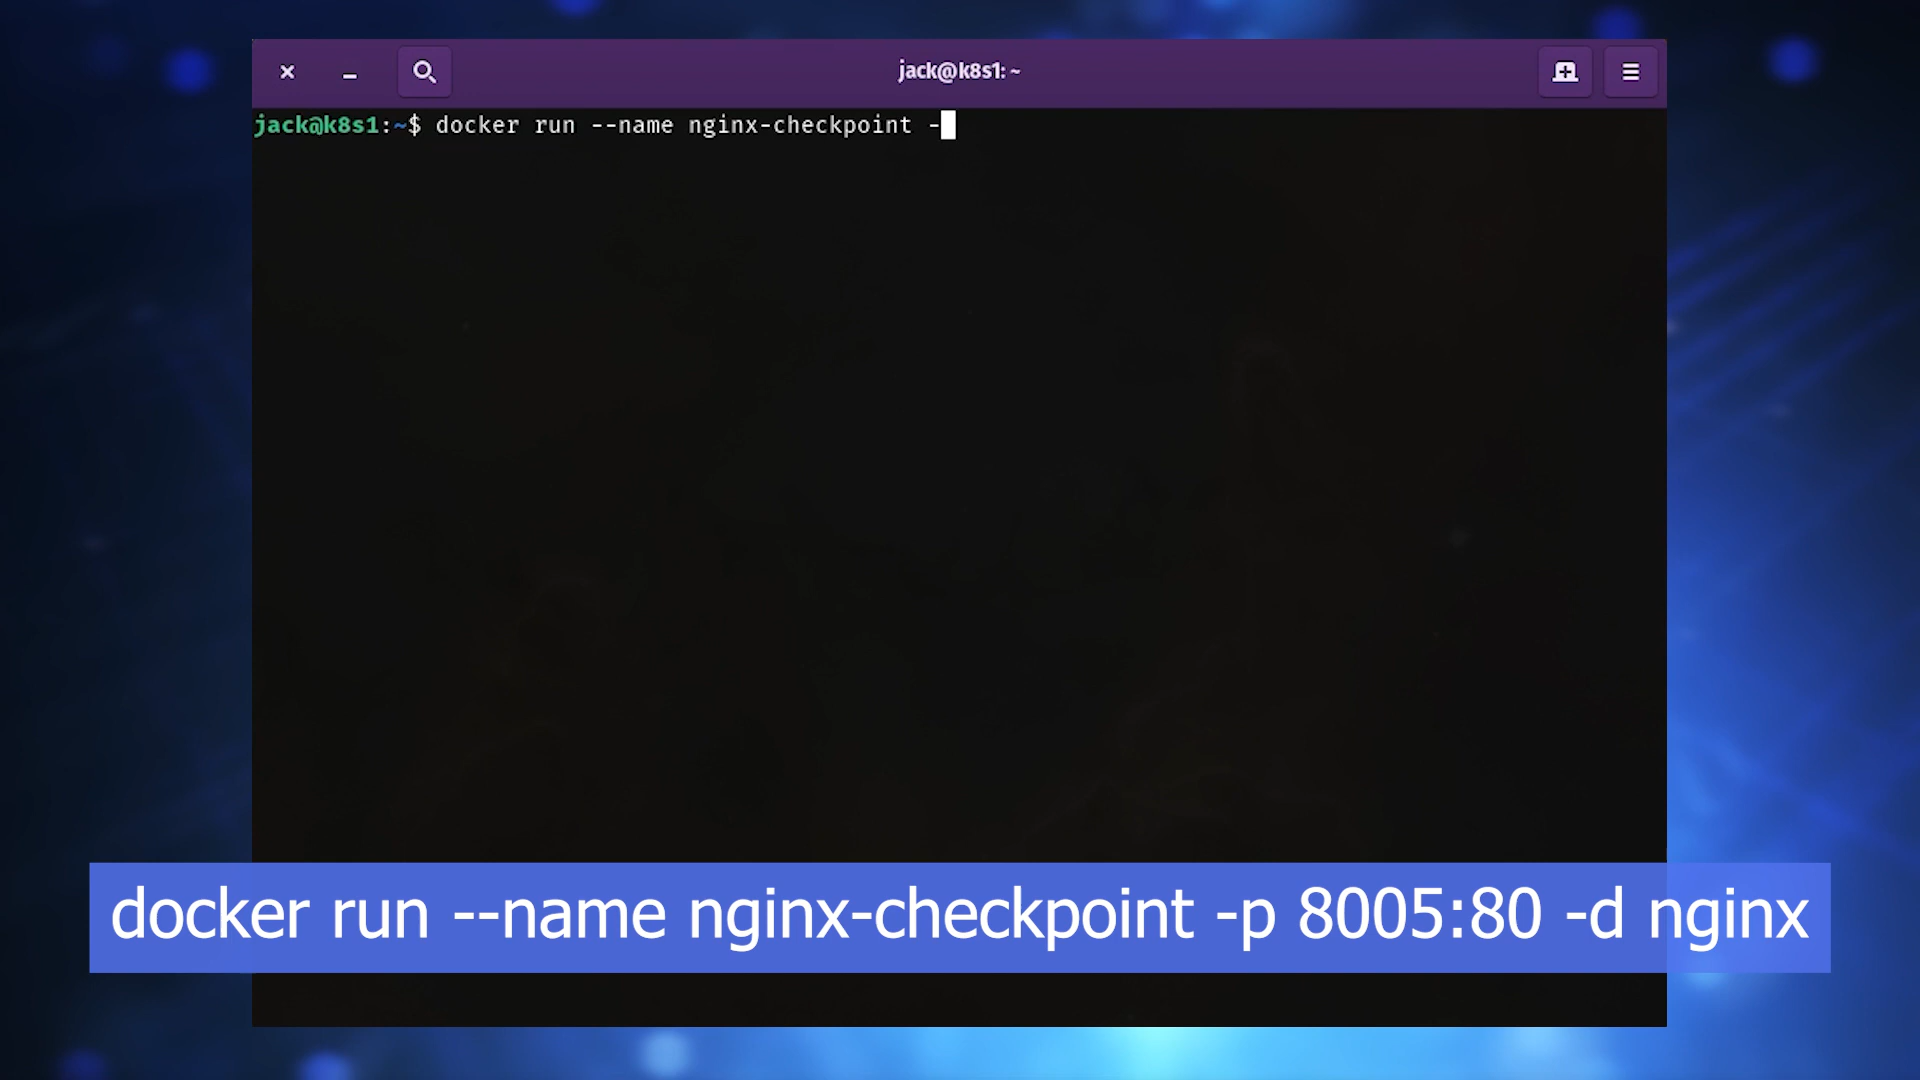 jack@k8s1: ~
jack@k8s1:~$ docker run --name nginx-checkpoint -
docker run --name nginx-checkpoint -p 8005:80 -d nginx